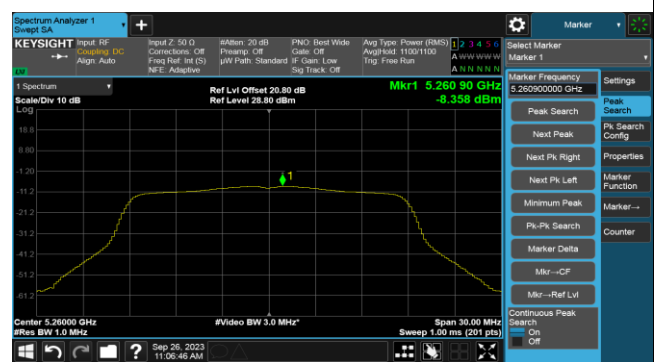 Spectrum Analyzer 1
Swept SA
Marker
KEYSIGHT
Input: RF
Coupling: DC
Align: Auto
Input Z: 50 Ω
Corrections: Off
Freq Ref: Int (S)
NFE: Adaptive
#Atten: 20 dB
Preamp: Off
µW Path: Standard
PNO: Best Wide
Gate: Off
IF Gain: Low
Sig Track: Off
Avg Type: Power (RMS)
Avg|Hold: 1100/1100
Trig: Free Run
1 2 3 4 5 6
A W W W W W
A N N N N N
LXI
Select Marker
Marker 1
1 Spectrum
Scale/Div 10 dB
Log
Ref Lvl Offset 20.80 dB
Ref Level 28.80 dBm
Mkr1 5.260 90 GHz
-8.358 dBm
18.8
8.80
-1.20
-11.2
-21.2
-31.2
-41.2
-51.2
-61.2
1
Center 5.26000 GHz
#Res BW 1.0 MHz
#Video BW 3.0 MHz*
Span 30.00 MHz
Sweep 1.00 ms (201 pts)
Marker Frequency
5.260900000 GHz
Peak Search
Next Peak
Next Pk Right
Next Pk Left
Minimum Peak
Pk-Pk Search
Marker Delta
Mkr→CF
Mkr→Ref Lvl
Continuous Peak
Search
On
Off
Settings
Peak
Search
Pk Search
Config
Properties
Marker
Function
Marker→
Counter
?
Sep 26, 2023
11:06:46 AM